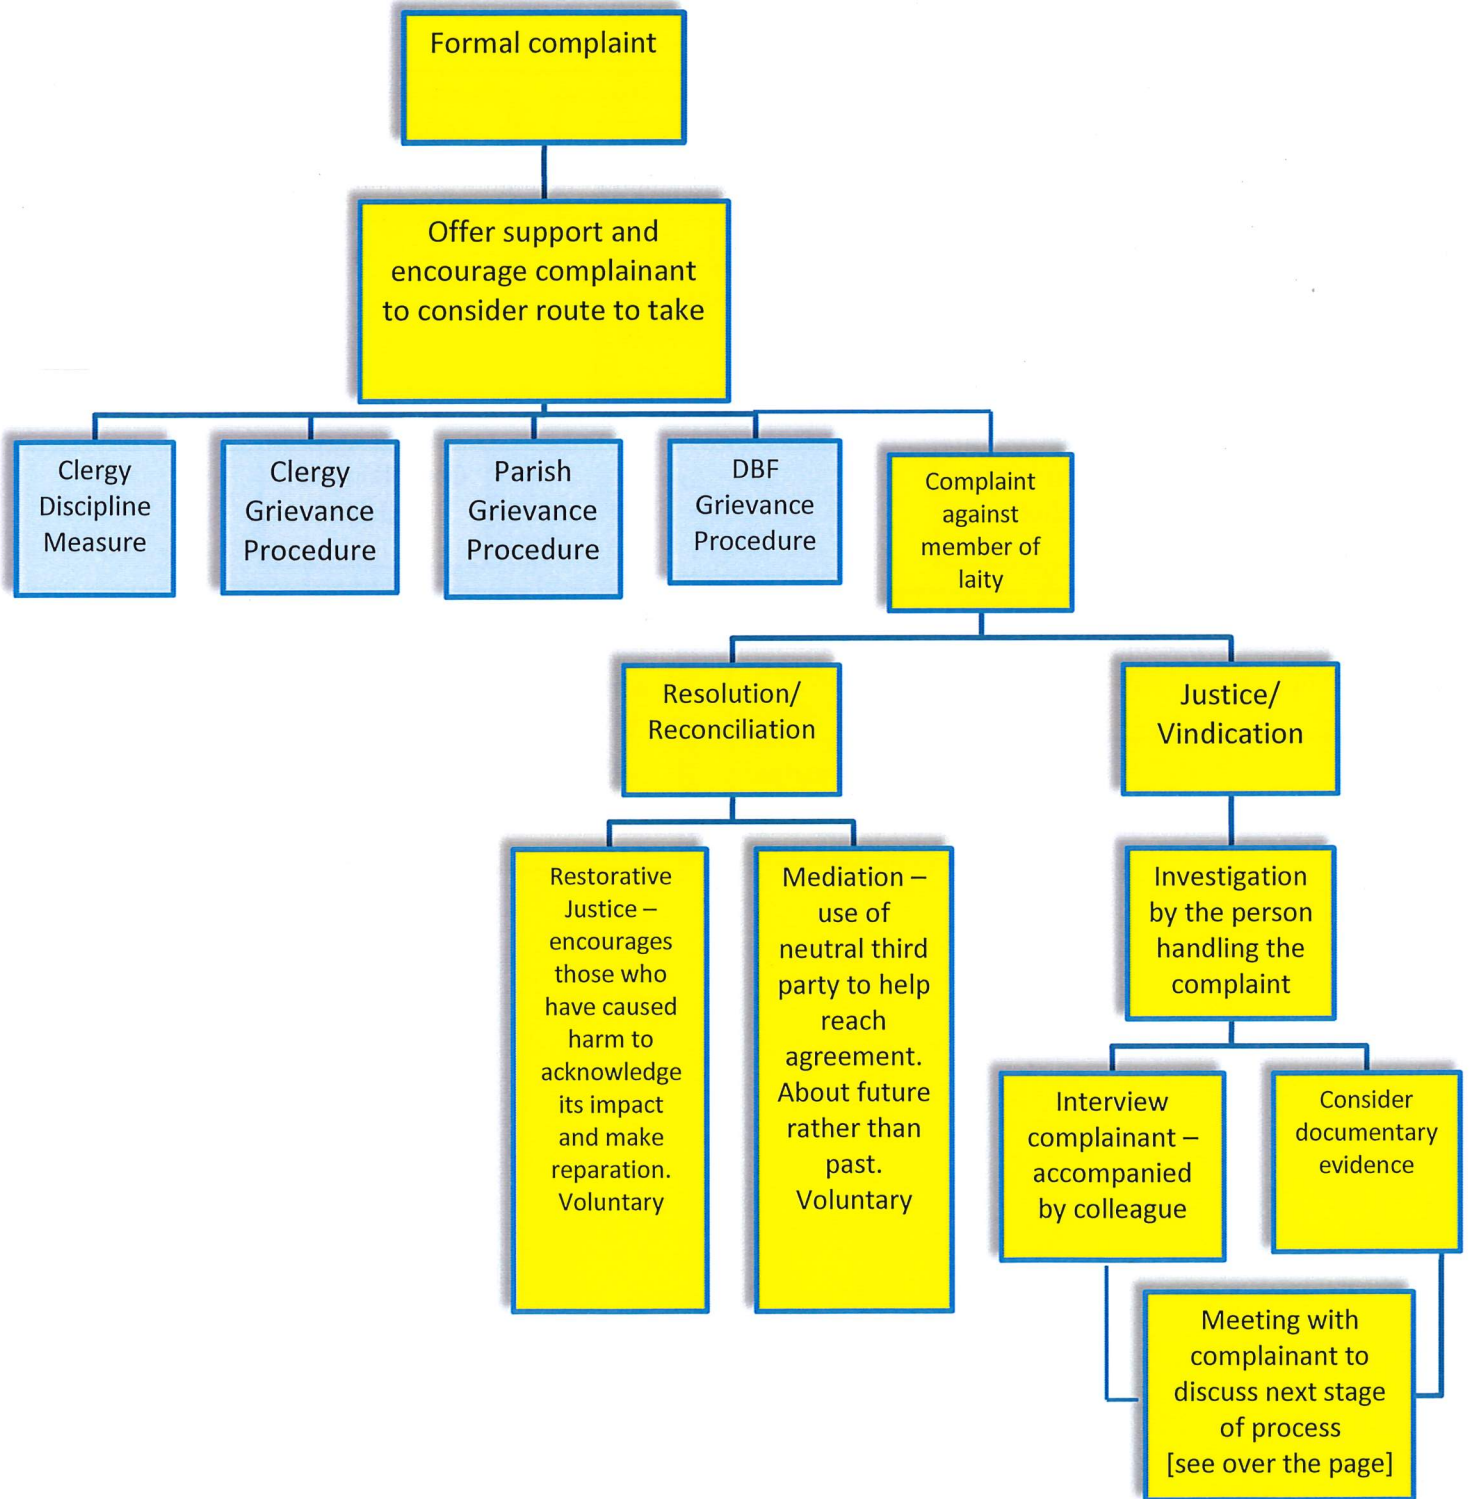 Formal complaint
Offer support and
encourage complainant
to consider route to take
Clergy
Discipline
Measure
Clergy
Grievance
Procedure
Parish
Grievance
Procedure
DBF
Grievance
Procedure
Complaint
against
member of
laity
Resolution/
Reconciliation
Justice/
Vindication
Restorative
Justice –
encourages
those who
have caused
harm to
acknowledge
its impact
and make
reparation.
Voluntary
Mediation –
use of
neutral third
party to help
reach
agreement.
About future
rather than
past.
Voluntary
Investigation
by the person
handling the
complaint
Interview
complainant –
accompanied
by colleague
Consider
documentary
evidence
Meeting with
complainant to
discuss next stage
of process
[see over the page]